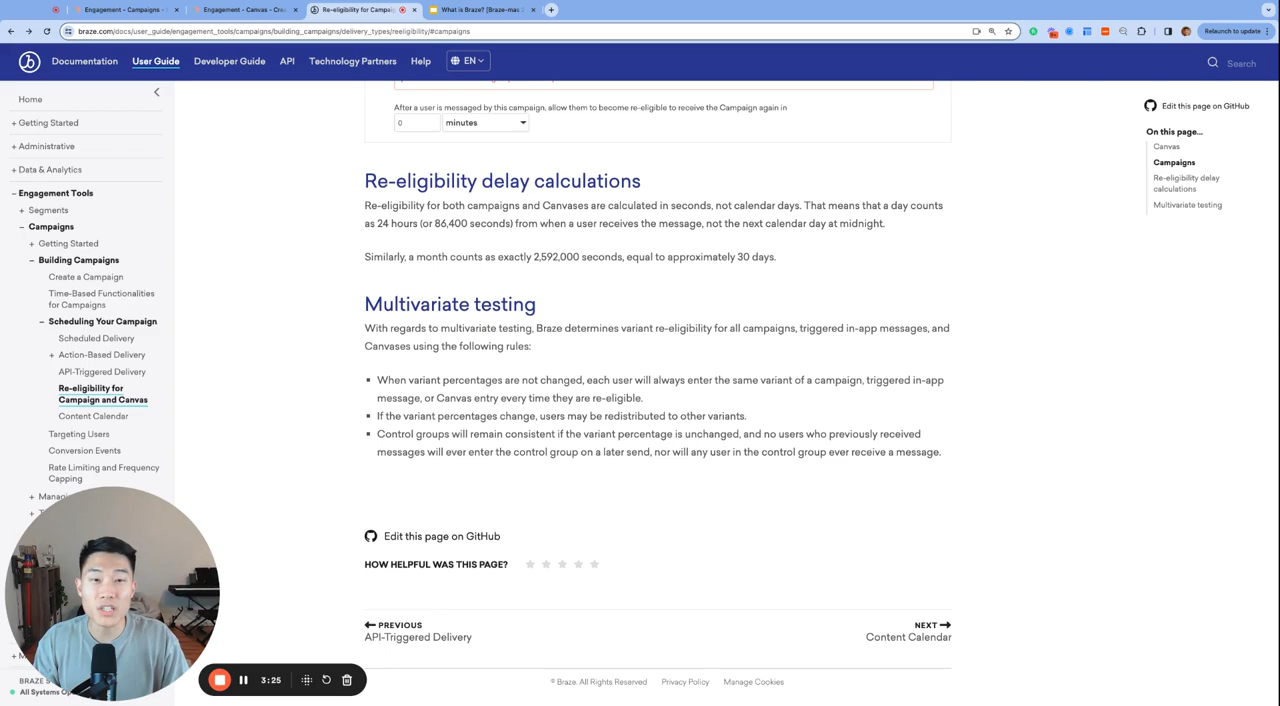 Engagement - Campaigns -
Engagement - Canvas - Cre
Re-eligibility for Campaig
What is Braze? [Braze-mas
braze.com/docs/user_guide/engagement_tools/campaigns/building_campaigns/delivery_types/reeligibility/#campaigns
Relaunch to update
Documentation
User Guide
Developer Guide
API
Technology Partners
Help
EN
Search
Home
+ Getting Started
+ Administrative
+ Data & Analytics
− Engagement Tools
+ Segments
− Campaigns
+ Getting Started
− Building Campaigns
Create a Campaign
Time-Based Functionalities
for Campaigns
− Scheduling Your Campaign
Scheduled Delivery
+ Action-Based Delivery
API-Triggered Delivery
Re-eligibility for
Campaign and Canvas
Content Calendar
Targeting Users
Conversion Events
Rate Limiting and Frequency
Capping
+ Manag
+ T
+ M
BRAZE S
All Systems Op
After a user is messaged by this campaign, allow them to become re-eligible to receive the Campaign again in
0 minutes
Re-eligibility delay calculations
Re-eligibility for both campaigns and Canvases are calculated in seconds, not calendar days. That means that a day counts
as 24 hours (or 86,400 seconds) from when a user receives the message, not the next calendar day at midnight.
Similarly, a month counts as exactly 2,592,000 seconds, equal to approximately 30 days.
Multivariate testing
With regards to multivariate testing, Braze determines variant re-eligibility for all campaigns, triggered in-app messages, and
Canvases using the following rules:
▪ When variant percentages are not changed, each user will always enter the same variant of a campaign, triggered in-app
message, or Canvas entry every time they are re-eligible.
▪ If the variant percentages change, users may be redistributed to other variants.
▪ Control groups will remain consistent if the variant percentage is unchanged, and no users who previously received
messages will ever enter the control group on a later send, nor will any user in the control group ever receive a message.
Edit this page on GitHub
HOW HELPFUL WAS THIS PAGE?
PREVIOUS
API-Triggered Delivery
NEXT
Content Calendar
© Braze. All Rights Reserved
Privacy Policy
Manage Cookies
Edit this page on GitHub
On this page...
Canvas
Campaigns
Re-eligibility delay
calculations
Multivariate testing
3:25